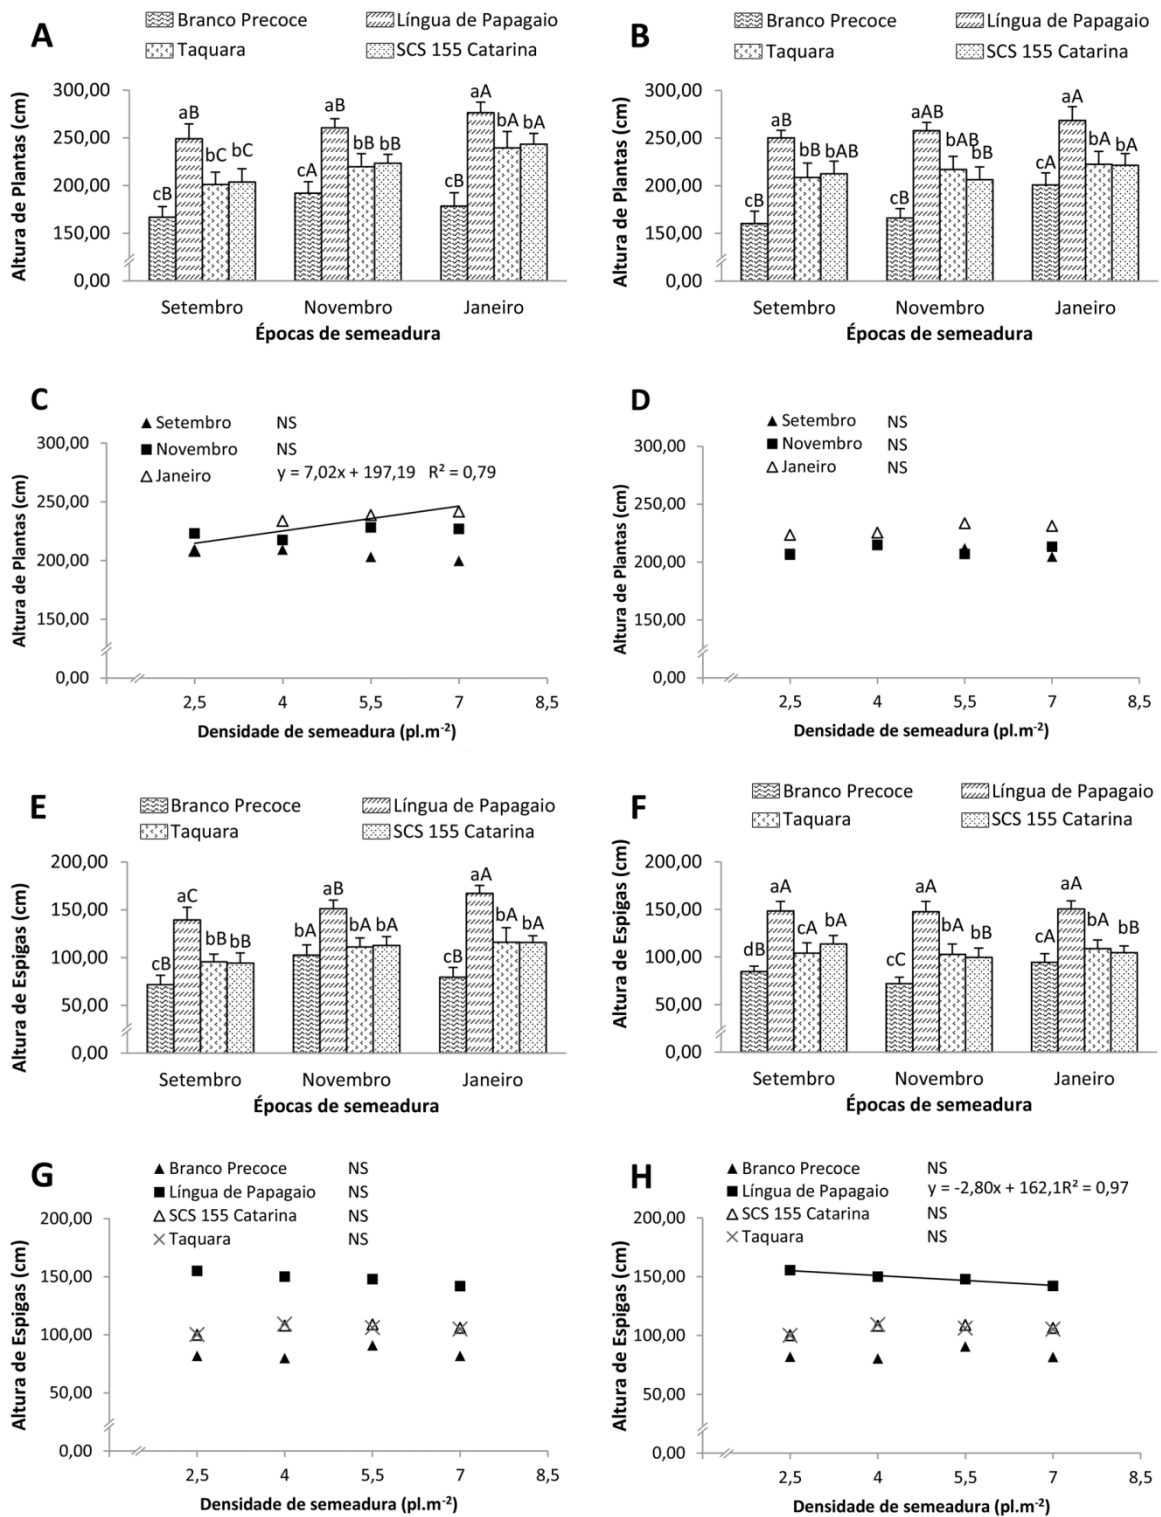 A
Branco Precoce
Língua de Papagaio
Taquara
SCS 155 Catarina
Altura de Plantas (cm)
300,00
250,00
200,00
150,00
0,00
cB aB bC bC
cA aB bB bB
cB aA bA bA
Setembro Novembro Janeiro
Épocas de semeadura
B
Branco Precoce
Língua de Papagaio
Taquara
SCS 155 Catarina
Altura de Plantas (cm)
300,00
250,00
200,00
150,00
0,00
cB aB bB bAB
cB aAB bAB bB
cA aA bA bA
Setembro Novembro Janeiro
Épocas de semeadura
C
Setembro NS
Novembro NS
Janeiro y = 7,02x + 197,19 R² = 0,79
Altura de Plantas (cm)
300,00
250,00
200,00
150,00
0,00
2,5 4 5,5 7 8,5
Densidade de semeadura (pl.m⁻²)
D
Setembro NS
Novembro NS
Janeiro NS
Altura de Plantas (cm)
300,00
250,00
200,00
150,00
0,00
2,5 4 5,5 7 8,5
Densidade de semeadura (pl.m⁻²)
E
Branco Precoce
Língua de Papagaio
Taquara
SCS 155 Catarina
Altura de Espigas (cm)
200,00
150,00
100,00
50,00
0,00
cB aC bB bB
bA aB bA bA
cB aA bA bA
Setembro Novembro Janeiro
Épocas de semeadura
F
Branco Precoce
Língua de Papagaio
Taquara
SCS 155 Catarina
Altura de Espigas (cm)
200,00
150,00
100,00
50,00
0,00
dB aA cA bA
cC aA bA bB
cA aA bA bB
Setembro Novembro Janeiro
Épocas de semeadura
G
Branco Precoce NS
Língua de Papagaio NS
SCS 155 Catarina NS
Taquara NS
Altura de Espigas (cm)
200,00
150,00
100,00
50,00
0,00
2,5 4 5,5 7 8,5
Densidade de semeadura (pl.m⁻²)
H
Branco Precoce NS
Língua de Papagaio y = -2,80x + 162,1R² = 0,97
SCS 155 Catarina NS
Taquara NS
Altura de Espigas (cm)
200,00
150,00
100,00
50,00
0,00
2,5 4 5,5 7 8,5
Densidade de semeadura (pl.m⁻²)